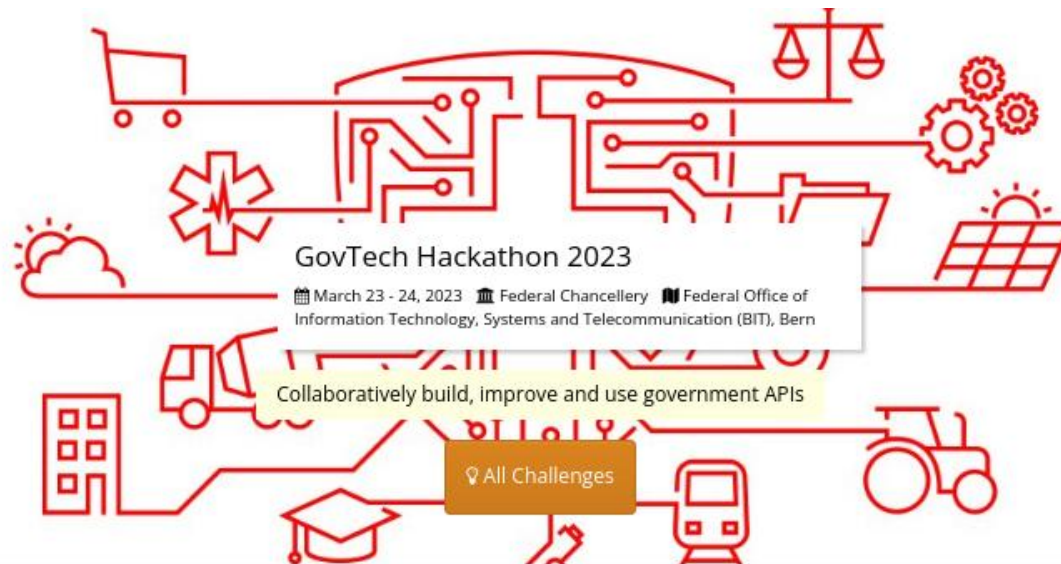 GovTech Hackathon 2023
March 23 - 24, 2023 Federal Chancellery Federal Office of
Information Technology, Systems and Telecommunication (BIT), Bern
Collaboratively build, improve and use government APIs
All Challenges